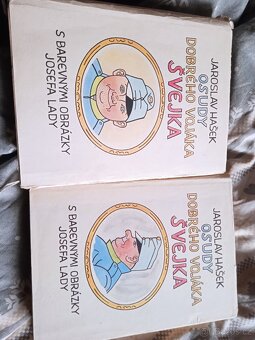 JAROSLAV HAŠEK
OSUDY
DOBRÉHO VOJÁKA
ŠVEJKA
S BAREVNÝMI OBRÁZKY
JOSEFA LADY
JAROSLAV HAŠEK
OSUDY
DOBRÉHO VOJÁKA
ŠVEJKA
S BAREVNÝMI OBRÁZKY
JOSEFA LADY